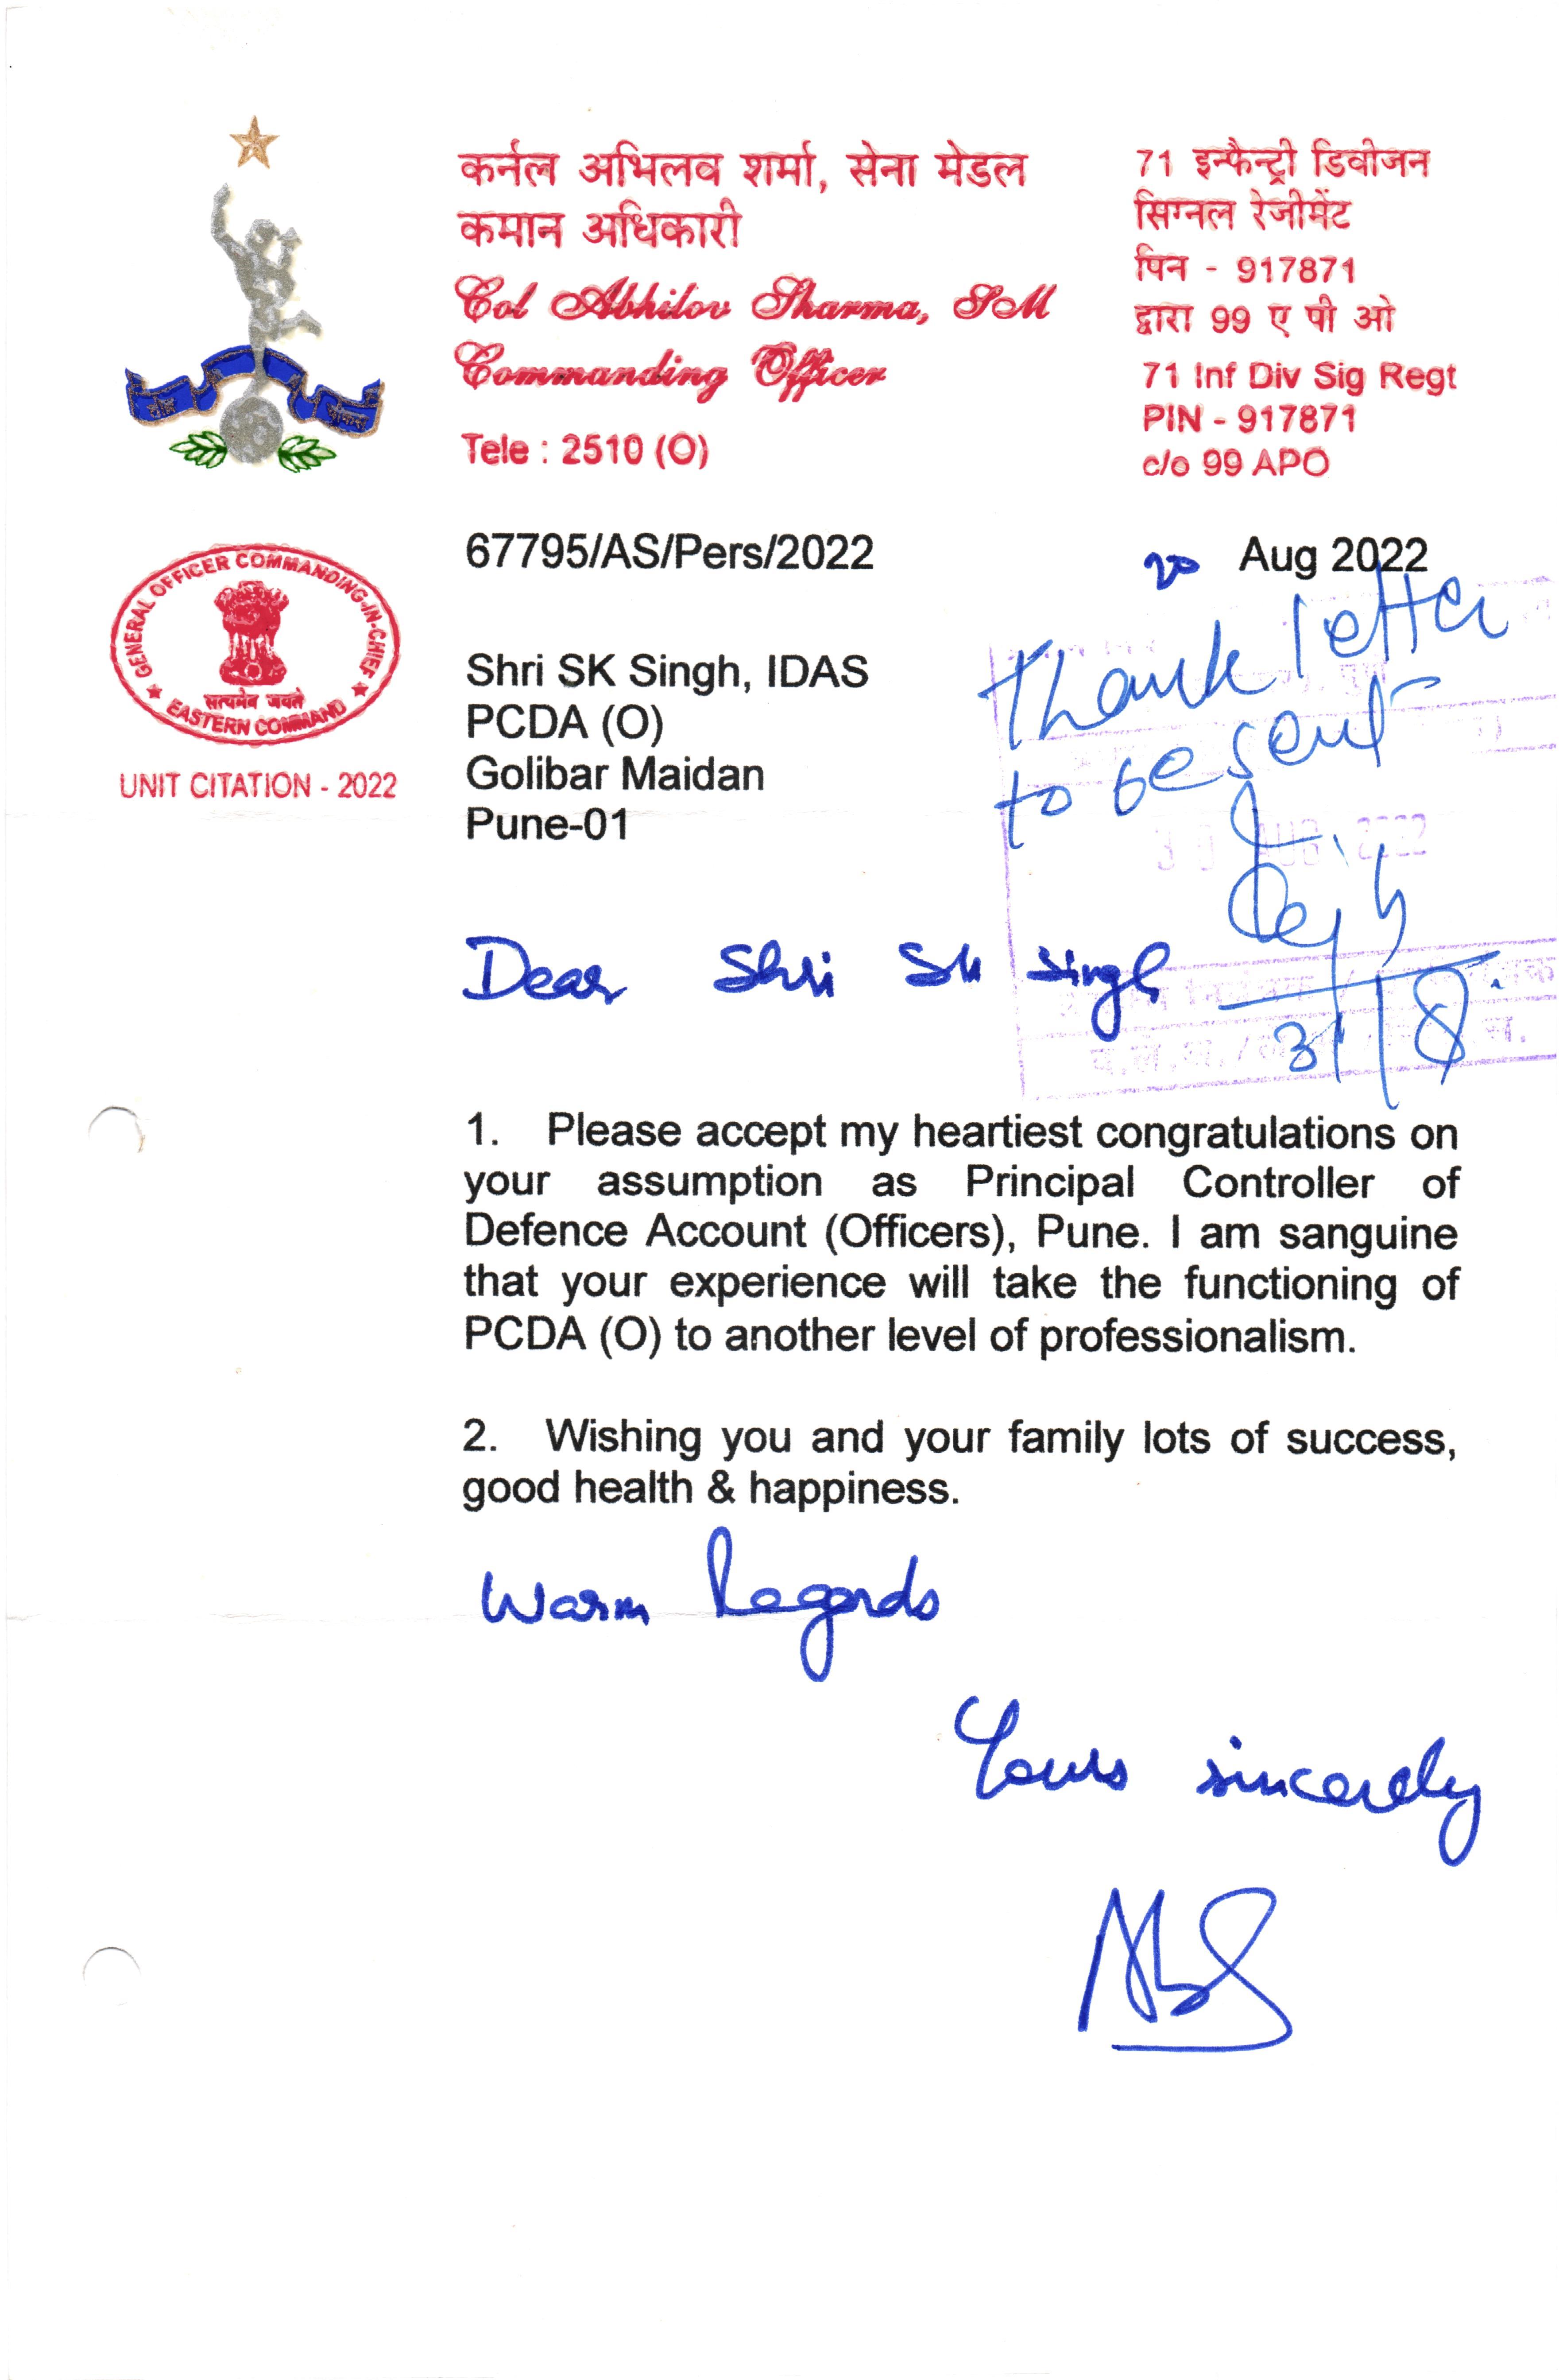 कर्नल अभिलव शर्मा, सेना मेडल
कमान अधिकारी
Col Abhilov Sharma, SM
Commanding Officer
Tele : 2510 (O)
71 इन्फैन्ट्री डिवीजन
सिग्नल रेजीमेंट
पिन - 917871
द्वारा 99 ए पी ओ
71 Inf Div Sig Regt
PIN - 917871
c/o 99 APO
GENERAL OFFICER COMMANDING-IN-CHIEF
सत्यमेव जयते
EASTERN COMMAND
UNIT CITATION - 2022
67795/AS/Pers/2022
20 Aug 2022
Shri SK Singh, IDAS
PCDA (O)
Golibar Maidan
Pune-01
Thank letter
to be sent
30 AUG 2022
31/8
Dear Shri SK Singh
1. Please accept my heartiest congratulations on
your assumption as Principal Controller of
Defence Account (Officers), Pune. I am sanguine
that your experience will take the functioning of
PCDA (O) to another level of professionalism.
2. Wishing you and your family lots of success,
good health & happiness.
Warm Regards
Yours sincerely